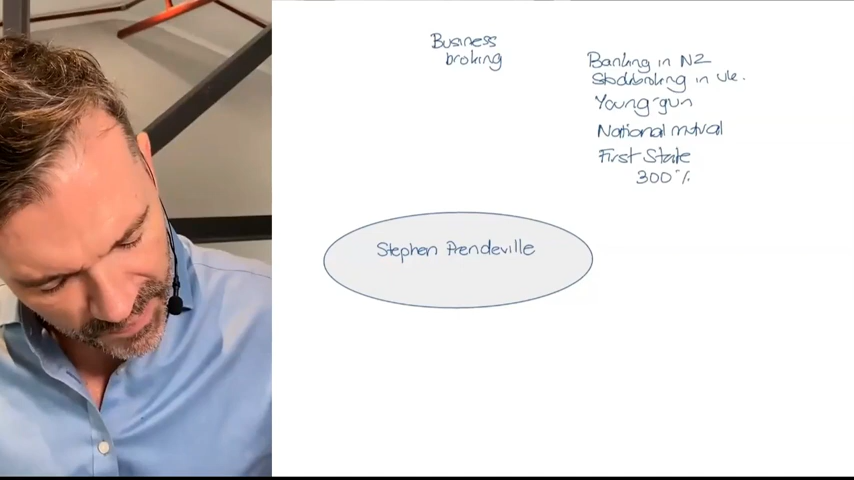 Business
broking
Banking in NZ
Stockbroking in UK.
Young-gun
National mutual
First State
300%
Stephen Prendeville